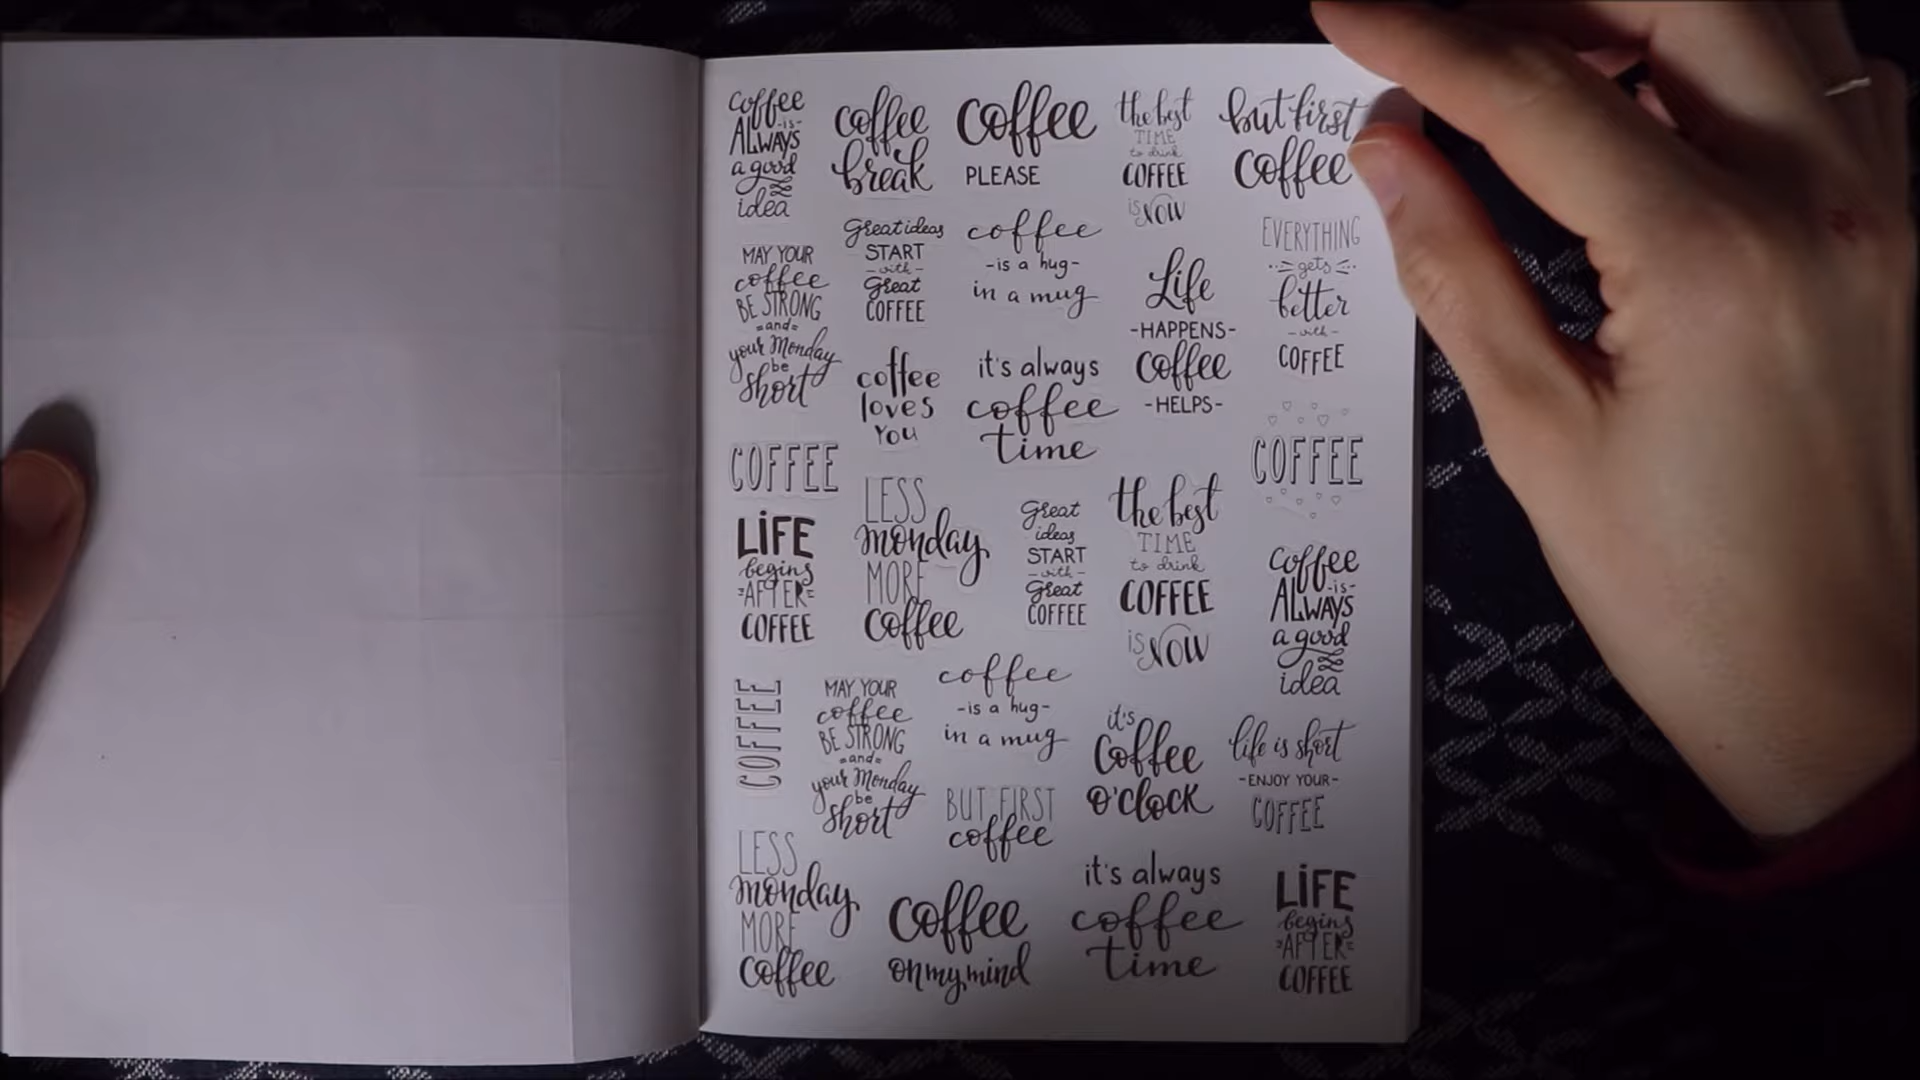 coffee
-is-
ALWAYS
a good
idea
coffee
break
coffee
PLEASE
the best
TIME
to drink
COFFEE
is NOW
but first
coffee
MAY YOUR
coffee
BE STRONG
=and=
your Monday
be
short
Great ideas
START
-with-
Great
COFFEE
coffee
-is a hug-
in a mug
Life
-HAPPENS-
coffee
-HELPS-
EVERYTHING
gets
better
-with-
COFFEE
coffee
loves
You
it's always
coffee
time
COFFEE
COFFEE
LiFE
begins
=AFTER=
COFFEE
LESS
monday
MORE
coffee
Great
ideas
START
-with-
Great
COFFEE
the best
TIME
to drink
COFFEE
is NOW
coffee
-is-
ALWAYS
a good
idea
COFFEE
MAY YOUR
coffee
BE STRONG
=and=
your Monday
be
short
coffee
-is a hug-
in a mug
it's
coffee
o'clock
life is short
-ENJOY YOUR-
COFFEE
BUT FIRST
coffee
LESS
monday
MORE
coffee
coffee
on my mind
it's always
coffee
time
LiFE
begins
=AFTER=
COFFEE